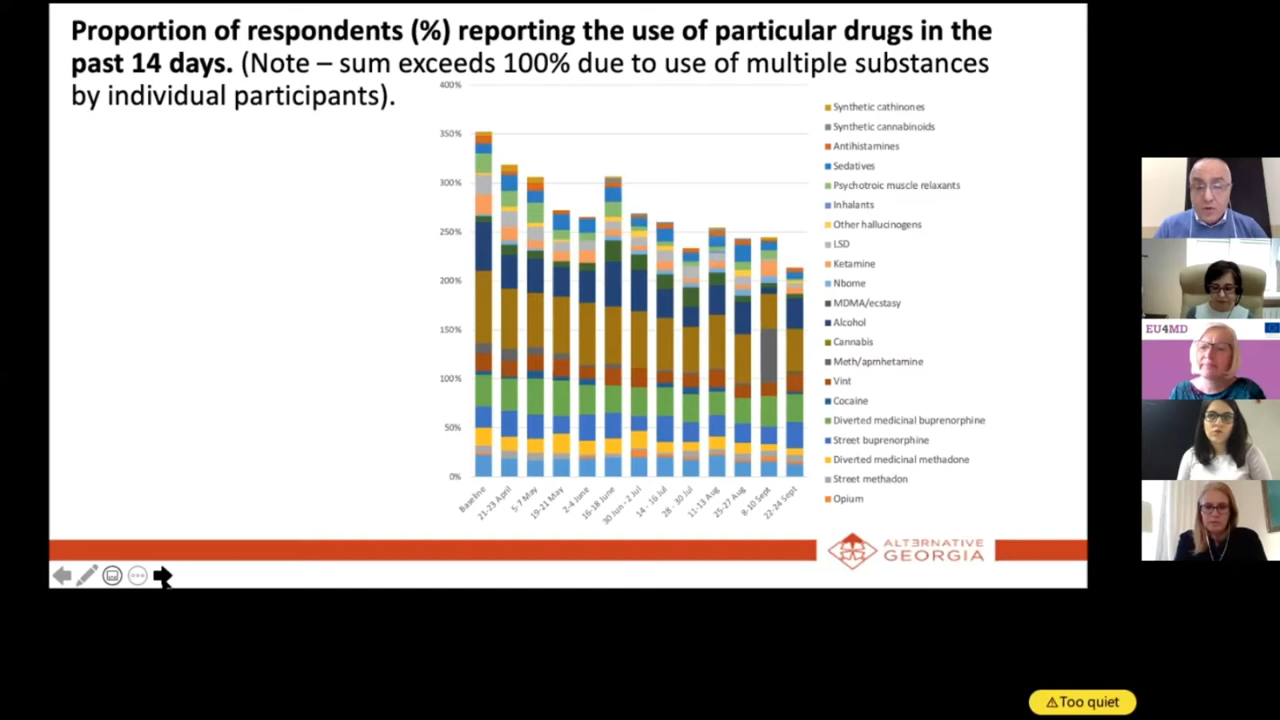 Proportion of respondents (%) reporting the use of particular drugs in the
past 14 days. (Note – sum exceeds 100% due to use of multiple substances
by individual participants).
400%
350%
300%
250%
200%
150%
100%
50%
0%
Baseline
21-23 April
5-7 May
19-21 May
2-4 June
16-18 June
30 Jun - 2 Jul
14 - 16 Jul
28 - 30 Jul
11-13 Aug
25-27 Aug
8-10 Sept
22-24 Sept
Synthetic cathinones
Synthetic cannabinoids
Antihistamines
Sedatives
Psychotroic muscle relaxants
Inhalants
Other hallucinogens
LSD
Ketamine
Nbome
MDMA/ecstasy
Alcohol
Cannabis
Meth/apmhetamine
Vint
Cocaine
Diverted medicinal buprenorphine
Street buprenorphine
Diverted medicinal methadone
Street methadon
Opium
ALTERNATIVE
GEORGIA
EU4MD
⚠Too quiet